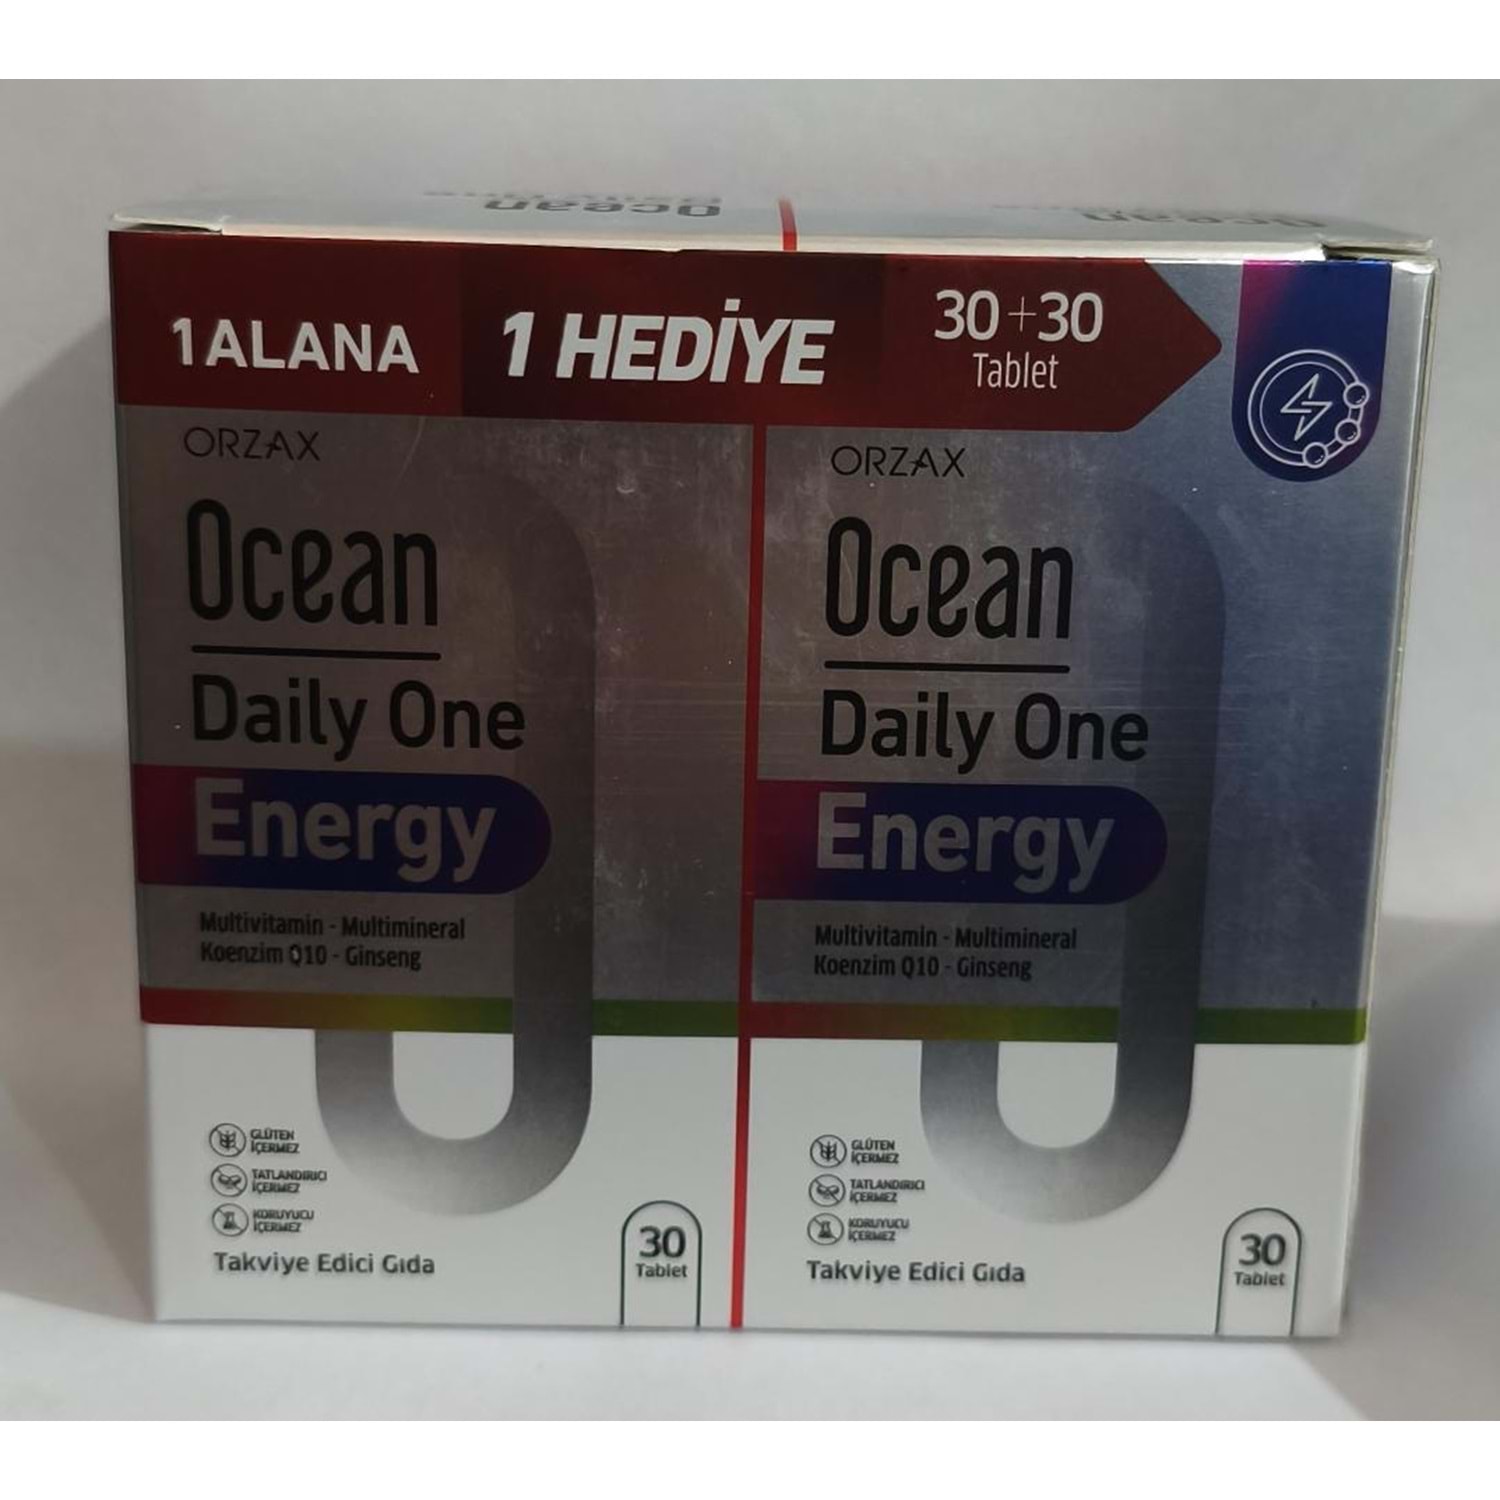 Ocean
Ocean
1 ALANA
1 HEDİYE
30+30
Tablet
ORZAX
Ocean
Daily One
Energy
Multivitamin - Multimineral
Koenzim Q10 - Ginseng
GLÜTEN
İÇERMEZ
TATLANDIRICI
İÇERMEZ
KORUYUCU
İÇERMEZ
Takviye Edici Gıda
30
Tablet
ORZAX
Ocean
Daily One
Energy
Multivitamin - Multimineral
Koenzim Q10 - Ginseng
GLÜTEN
İÇERMEZ
TATLANDIRICI
İÇERMEZ
KORUYUCU
İÇERMEZ
Takviye Edici Gıda
30
Tablet